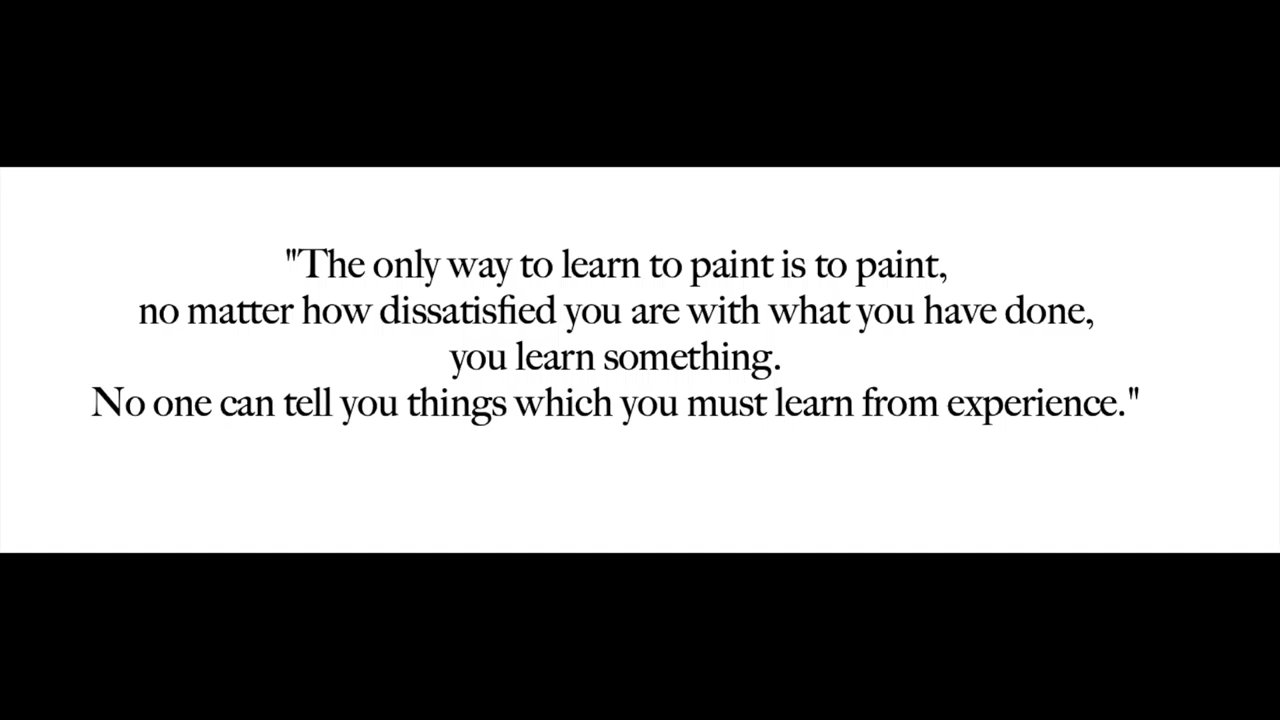 "The only way to learn to paint is to paint,
no matter how dissatisfied you are with what you have done,
you learn something.
No one can tell you things which you must learn from experience."